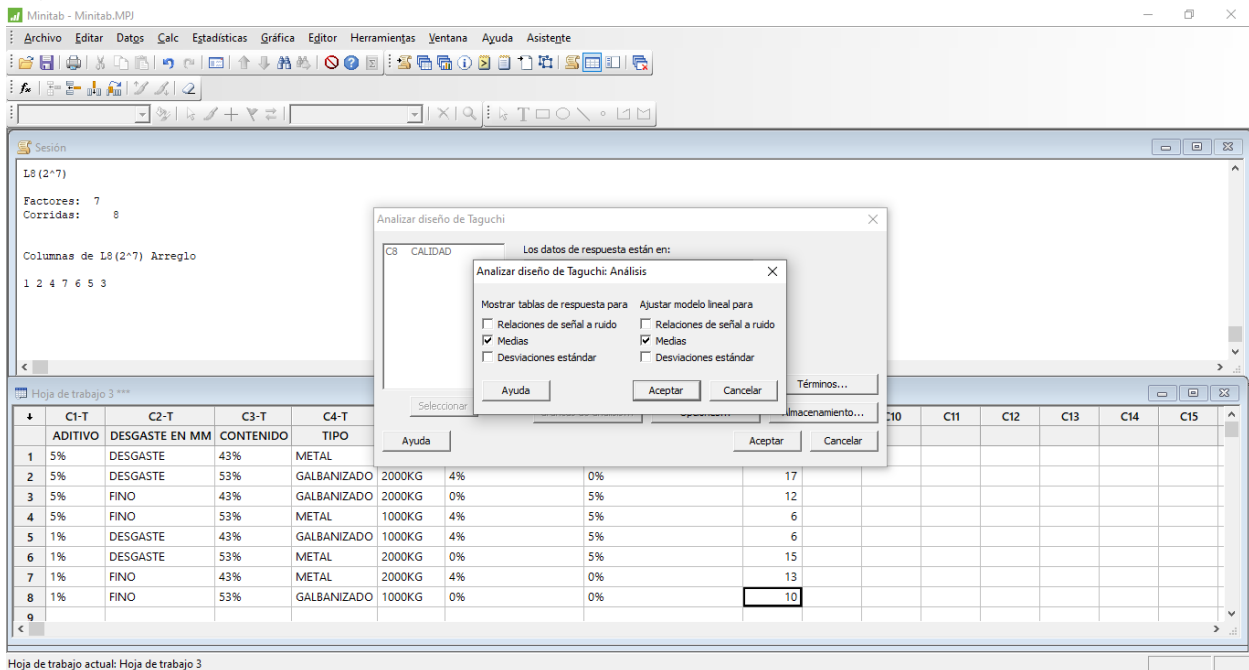 Minitab - Minitab.MPJ
Archivo Editar Datos Calc Estadísticas Gráfica Editor Herramientas Ventana Ayuda Asistente
Sesión
L8(2^7)
Factores: 7
Corridas: 8
Columnas de L8(2^7) Arreglo
1 2 4 7 6 5 3
Analizar diseño de Taguchi
C8 CALIDAD
Los datos de respuesta están en:
Analizar diseño de Taguchi: Análisis
Mostrar tablas de respuesta para Ajustar modelo lineal para
Relaciones de señal a ruido Relaciones de señal a ruido
Medias Medias
Desviaciones estándar Desviaciones estándar
Ayuda Aceptar Cancelar
Términos...
Seleccionar
Almacenamiento...
Ayuda Aceptar Cancelar
Hoja de trabajo 3 ***
C1-T C2-T C3-T C4-T C10 C11 C12 C13 C14 C15
ADITIVO DESGASTE EN MM CONTENIDO TIPO
1 5% DESGASTE 43% METAL
2 5% DESGASTE 53% GALBANIZADO 2000KG 4% 0% 17
3 5% FINO 43% GALBANIZADO 2000KG 0% 5% 12
4 5% FINO 53% METAL 1000KG 4% 5% 6
5 1% DESGASTE 43% GALBANIZADO 1000KG 4% 5% 6
6 1% DESGASTE 53% METAL 2000KG 0% 5% 15
7 1% FINO 43% METAL 2000KG 4% 0% 13
8 1% FINO 53% GALBANIZADO 1000KG 0% 0% 10
9
Hoja de trabajo actual: Hoja de trabajo 3